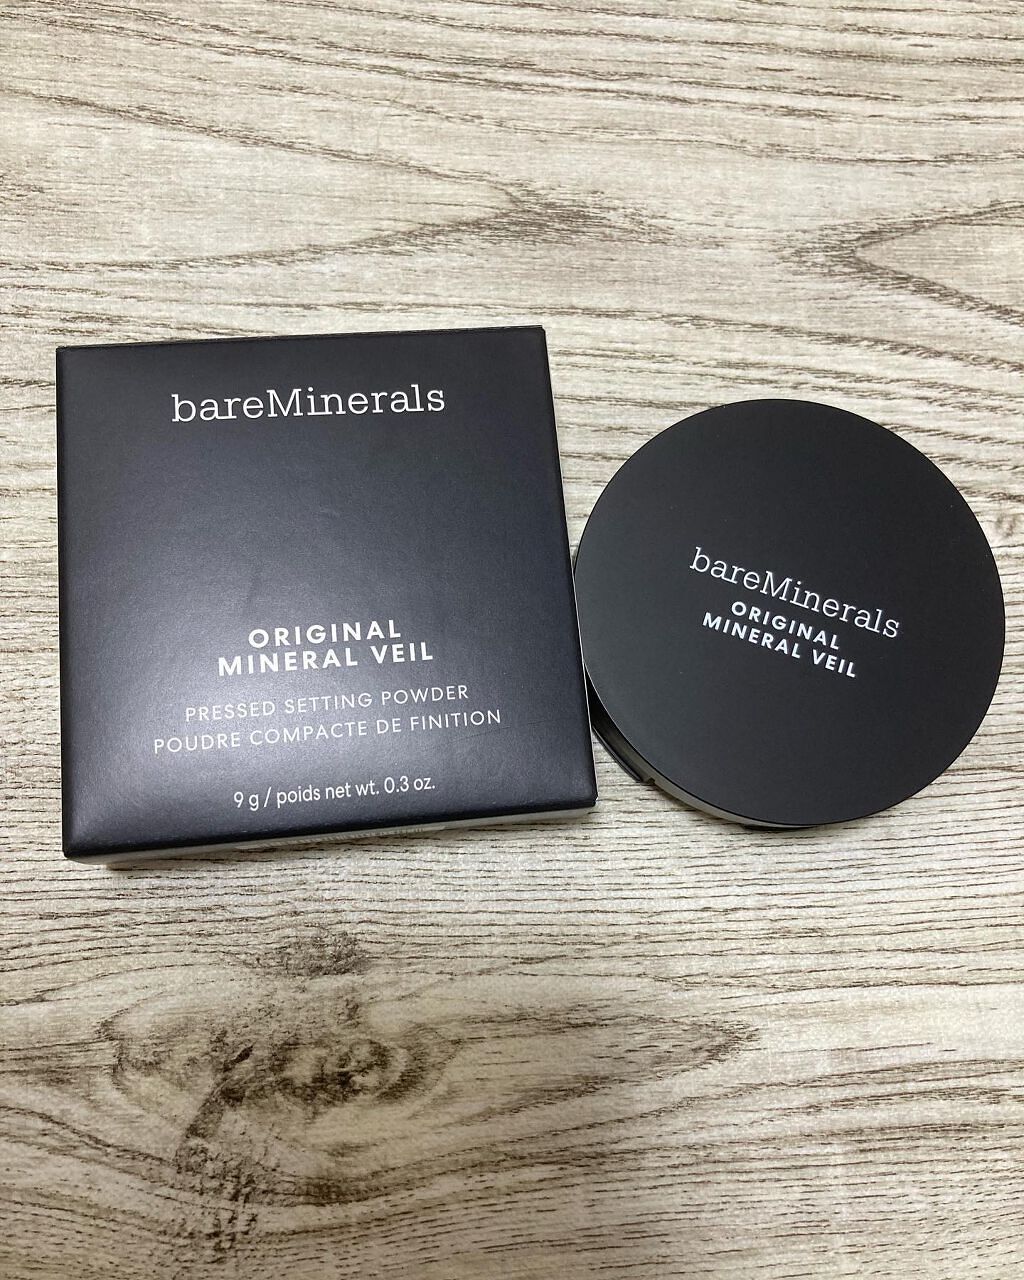 bareMinerals
ORIGINAL
MINERAL VEIL
PRESSED SETTING POWDER
POUDRE COMPACTE DE FINITION
9 g / poids net wt. 0.3 oz.
bareMinerals
ORIGINAL
MINERAL VEIL